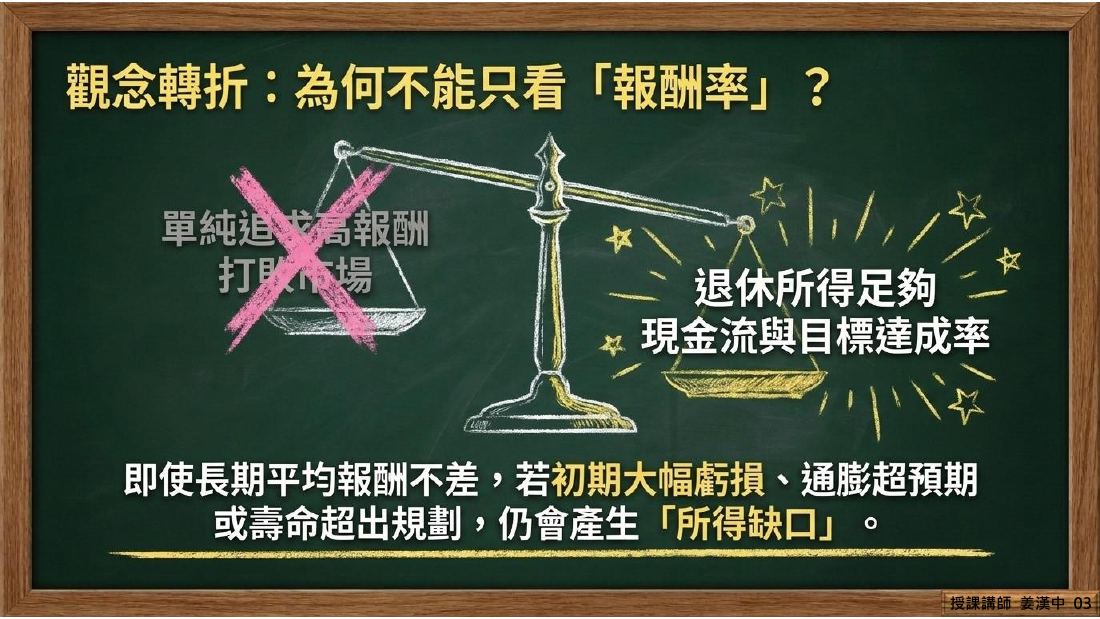 觀念轉折：為何不能只看「報酬率」？
單純追求高報酬
打敗市場
退休所得足夠
現金流與目標達成率
即使長期平均報酬不差，若初期大幅虧損、通膨超預期
或壽命超出規劃，仍會產生「所得缺口」。
授課講師 姜漢中 03